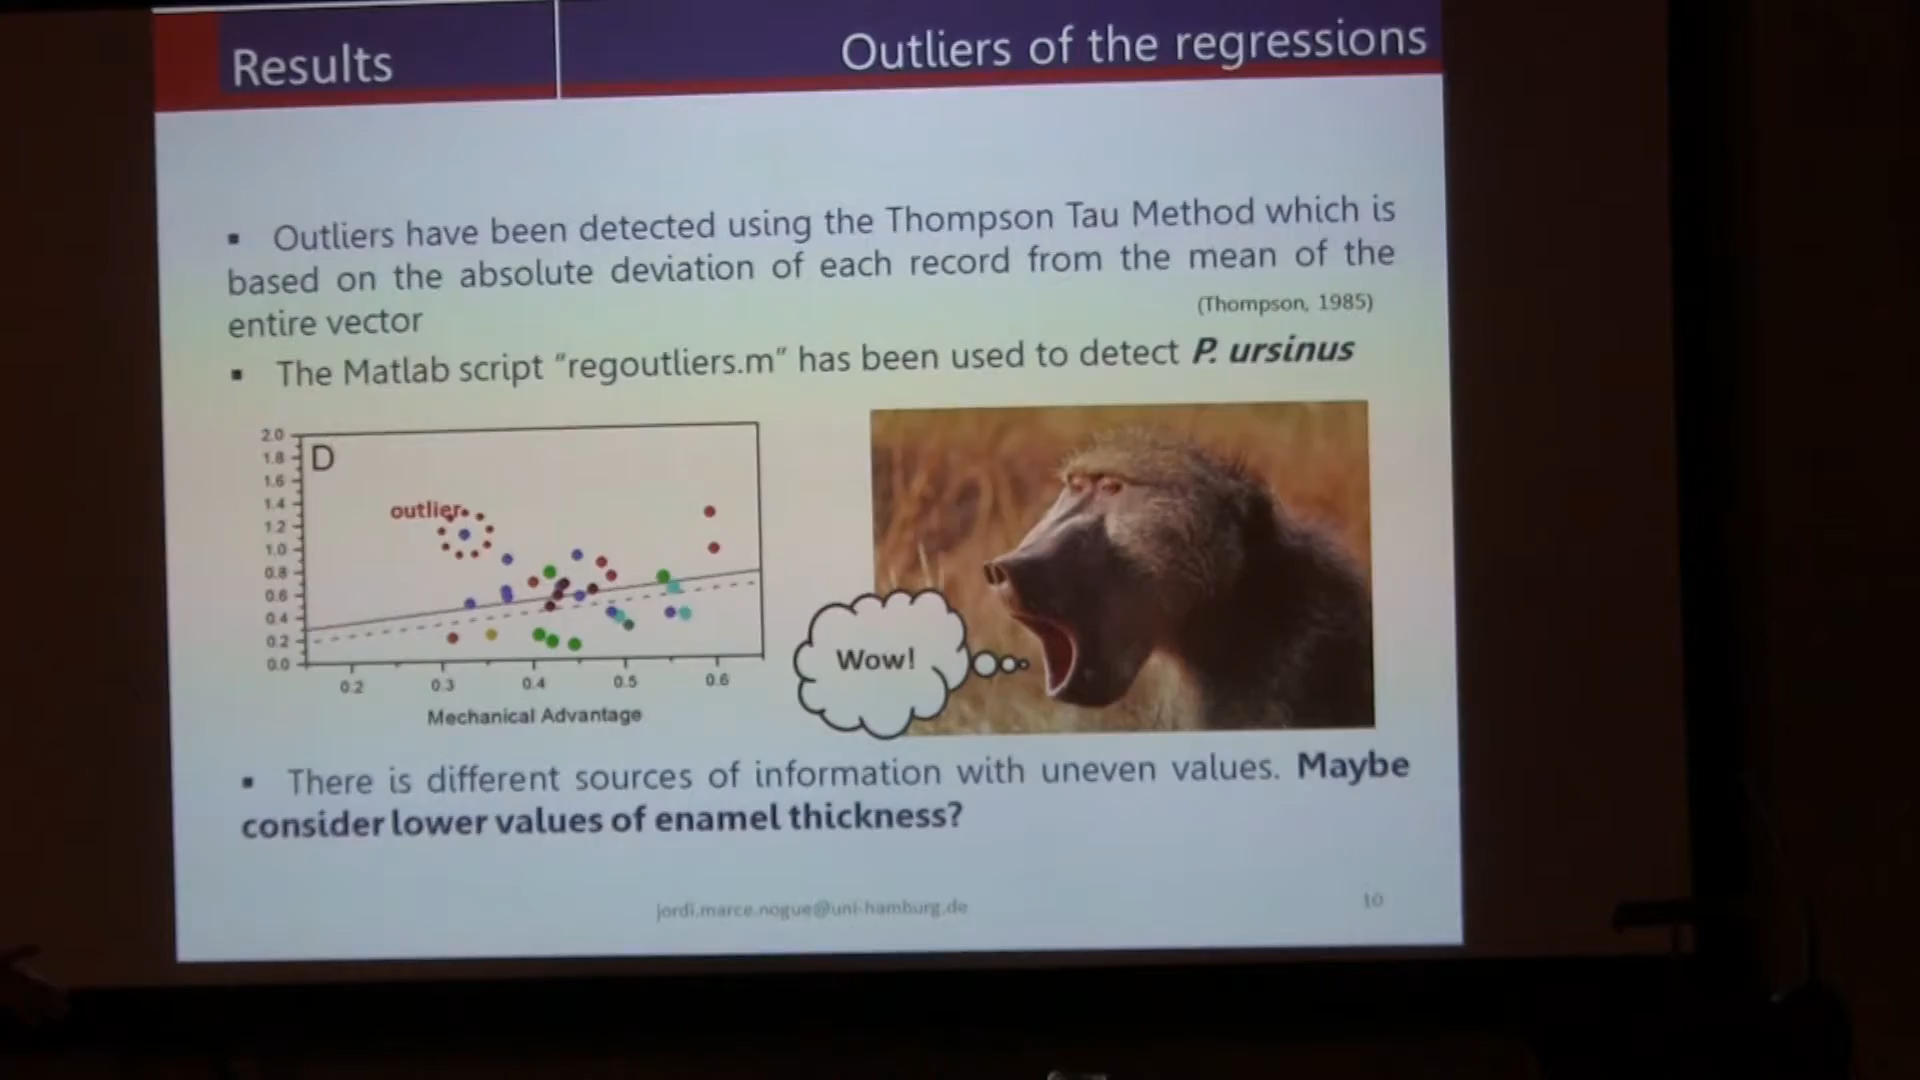 Results
Outliers of the regressions
▪ Outliers have been detected using the Thompson Tau Method which is
based on the absolute deviation of each record from the mean of the
entire vector
(Thompson, 1985)
▪ The Matlab script "regoutliers.m" has been used to detect P. ursinus
2.0
1.8
1.6
1.4
1.2
1.0
0.8
0.6
0.4
0.2
0.0
D
outlier
0.2 0.3 0.4 0.5 0.6
Mechanical Advantage
Wow!
▪ There is different sources of information with uneven values. Maybe
consider lower values of enamel thickness?
jordi.marce.nogue@uni-hamburg.de
10